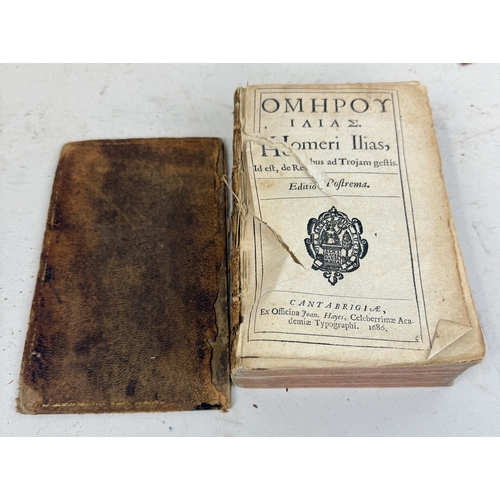 ΟΜΗΡΟΥ
ΙΛΙΑΣ.
Homeri Ilias,
Id est, de Rebus ad Trojam gestis.
Editio Postrema.
CANTABRIGIÆ,
Ex Officina Joan. Hayes, Celeberrimæ Aca-
demiæ Typographi. 1686.